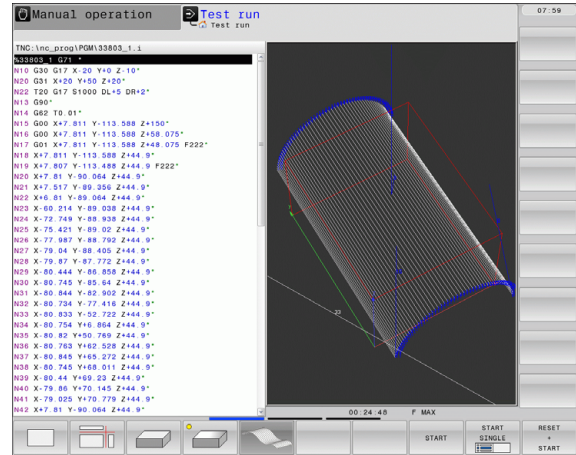 Manual operation
Test run
Test run
07:59
TNC:\nc_prog\PGM\33803_1.i
%33803_1 G71 *
N10 G30 G17 X-20 Y+0 Z-10*
N20 G31 X+20 Y+50 Z+20*
N22 T20 G17 S1000 DL+5 DR+2*
N13 G90*
N14 G62 T0.01*
N15 G00 X+7.811 Y-113.588 Z+150*
N16 G00 X+7.811 Y-113.588 Z+58.075*
N17 G01 X+7.811 Y-113.588 Z+48.075 F222*
N18 X+7.811 Y-113.588 Z+44.9*
N19 X+7.807 Y-113.488 Z+44.9 F222*
N20 X+7.81 Y-90.064 Z+44.9*
N21 X+7.517 Y-89.356 Z+44.9*
N22 X+6.81 Y-89.064 Z+44.9*
N23 X-60.214 Y-89.038 Z+44.9*
N24 X-72.749 Y-88.938 Z+44.9*
N25 X-75.421 Y-89.02 Z+44.9*
N26 X-77.987 Y-88.792 Z+44.9*
N27 X-79.04 Y-88.405 Z+44.9*
N28 X-79.87 Y-87.772 Z+44.9*
N29 X-80.444 Y-86.858 Z+44.9*
N30 X-80.745 Y-85.64 Z+44.9*
N31 X-80.844 Y-82.902 Z+44.9*
N32 X-80.734 Y-77.416 Z+44.9*
N33 X-80.833 Y-52.722 Z+44.9*
N34 X-80.754 Y+6.864 Z+44.9*
N35 X-80.82 Y+50.769 Z+44.9*
N36 X-80.763 Y+62.528 Z+44.9*
N37 X-80.845 Y+65.272 Z+44.9*
N38 X-80.745 Y+68.011 Z+44.9*
N39 X-80.44 Y+69.23 Z+44.9*
N40 X-79.86 Y+70.145 Z+44.9*
N41 X-79.025 Y+70.779 Z+44.9*
N42 X+7.81 Y-90.064 Z+44.9*
33
00:24:48 F MAX
START
START
SINGLE
RESET
+
START